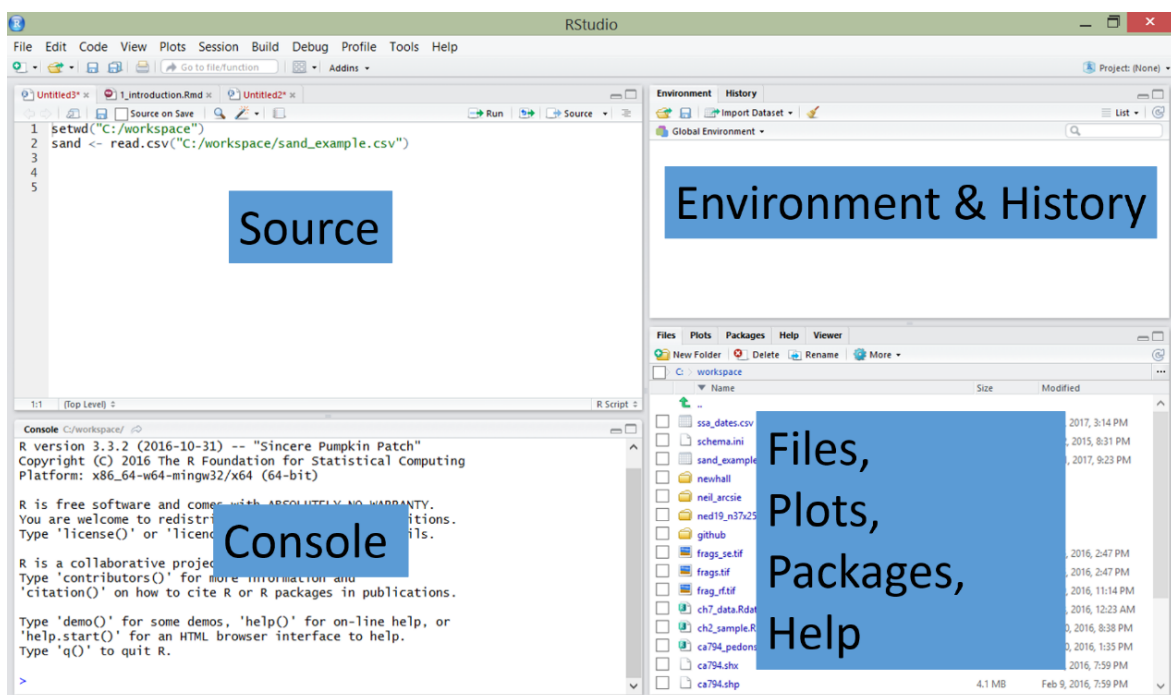 RStudio
File Edit Code View Plots Session Build Debug Profile Tools Help
Go to file/function Addins Project: (None)
Untitled3* 1_introduction.Rmd Untitled2*
Source on Save Run Source
1 setwd("C:/workspace")
2 sand <- read.csv("C:/workspace/sand_example.csv")
3
4
5
Source
1:1 (Top Level) R Script
Console C:/workspace/
R version 3.3.2 (2016-10-31) -- "Sincere Pumpkin Patch"
Copyright (C) 2016 The R Foundation for Statistical Computing
Platform: x86_64-w64-mingw32/x64 (64-bit)
R is free software and comes with ABSOLUTELY NO WARRANTY.
You are welcome to
Type 'license()' or
R is a collaborative
Type 'contributors()' for more information and
'citation()' on how to cite R or R packages in publications.
Type 'demo()' for some demos, 'help()' for on-line help, or
'help.start()' for an HTML browser interface to help.
Type 'q()' to quit R.
>
Console
Environment History
Import Dataset List
Global Environment
Environment & History
Files Plots Packages Help Viewer
New Folder Delete Rename More
C: workspace
Name Size Modified
..
ssa_dates.csv 2017, 3:14 PM
schema.ini 2015, 8:31 PM
sand_example 2017, 9:23 PM
newhall
neil_arcsie
ned19_n37x25
github
frags_se.tif 2016, 2:47 PM
frags.tif 2016, 2:47 PM
frag_rf.tif 2016, 11:14 PM
ch7_data.Rdat 2016, 12:23 AM
ch2_sample.R 2016, 8:38 PM
ca794_pedons 2016, 1:35 PM
ca794.shx 2016, 7:59 PM
ca794.shp 4.1 MB Feb 9, 2016, 7:59 PM
Files,
Plots,
Packages,
Help